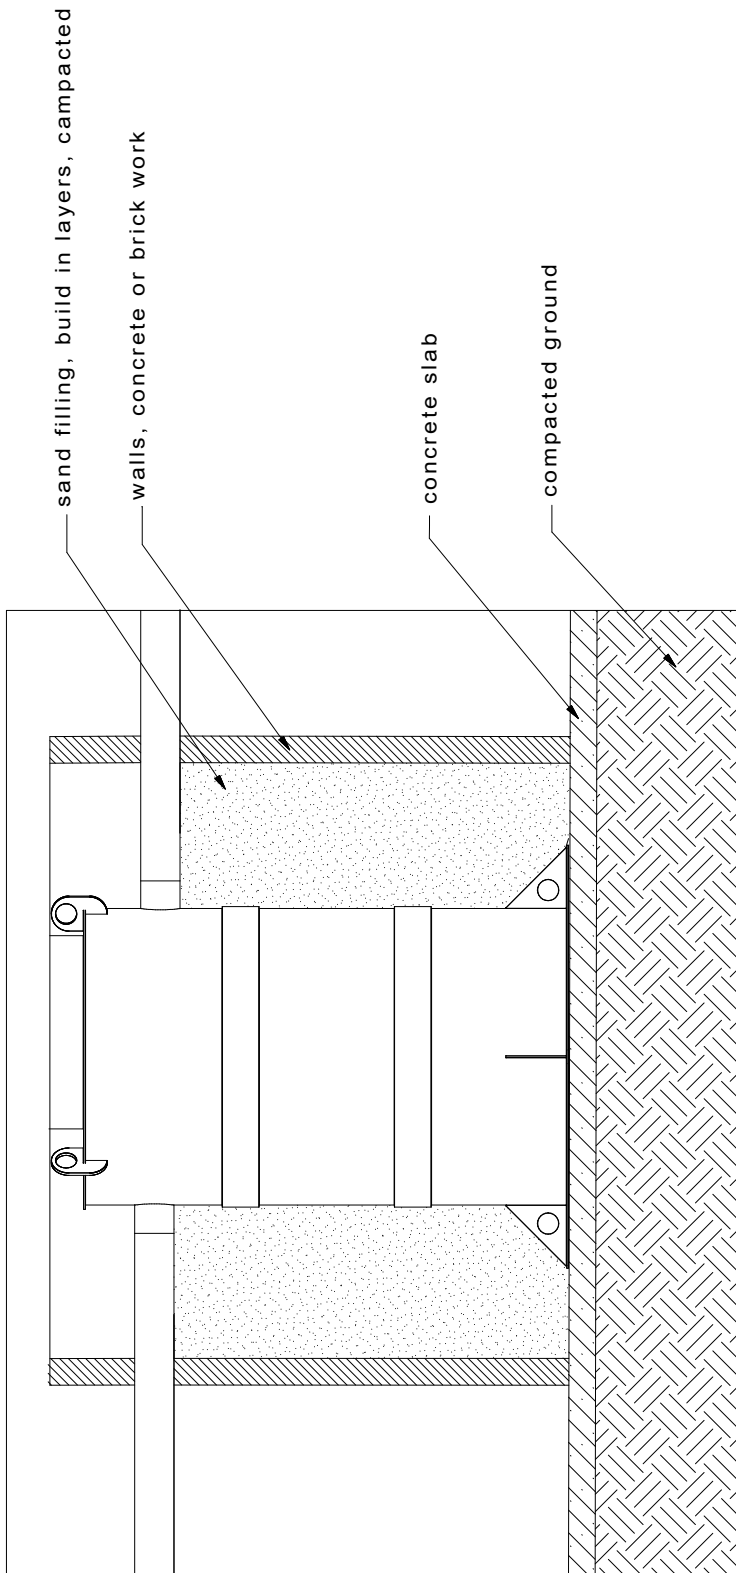 sand filling, build in layers, campacted
walls, concrete or brick work
concrete slab
compacted ground